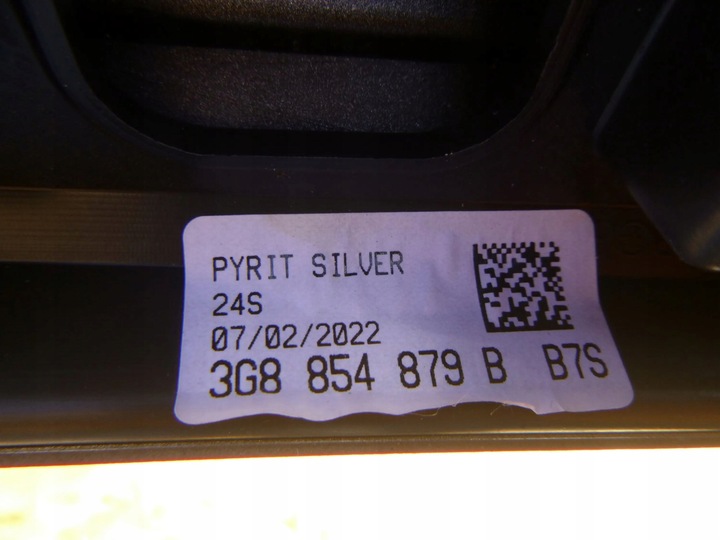 PYRIT SILVER
24S
07/02/2022
3G8 854 879 B B7S